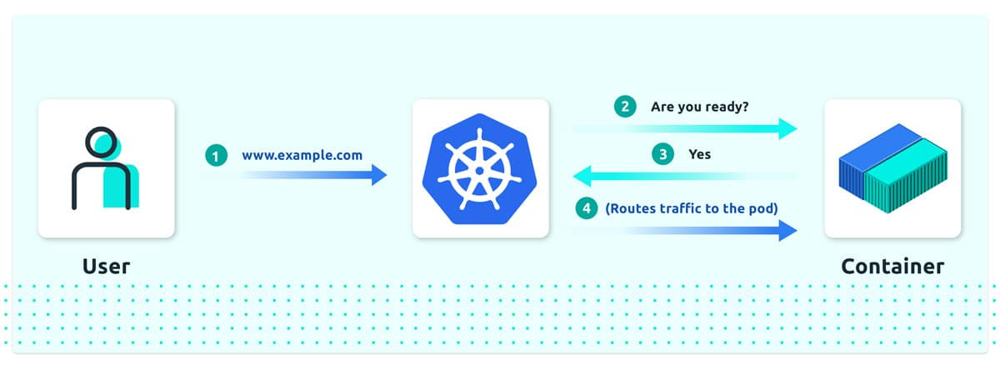 1 www.example.com
2 Are you ready?
3 Yes
4 (Routes traffic to the pod)
User
Container